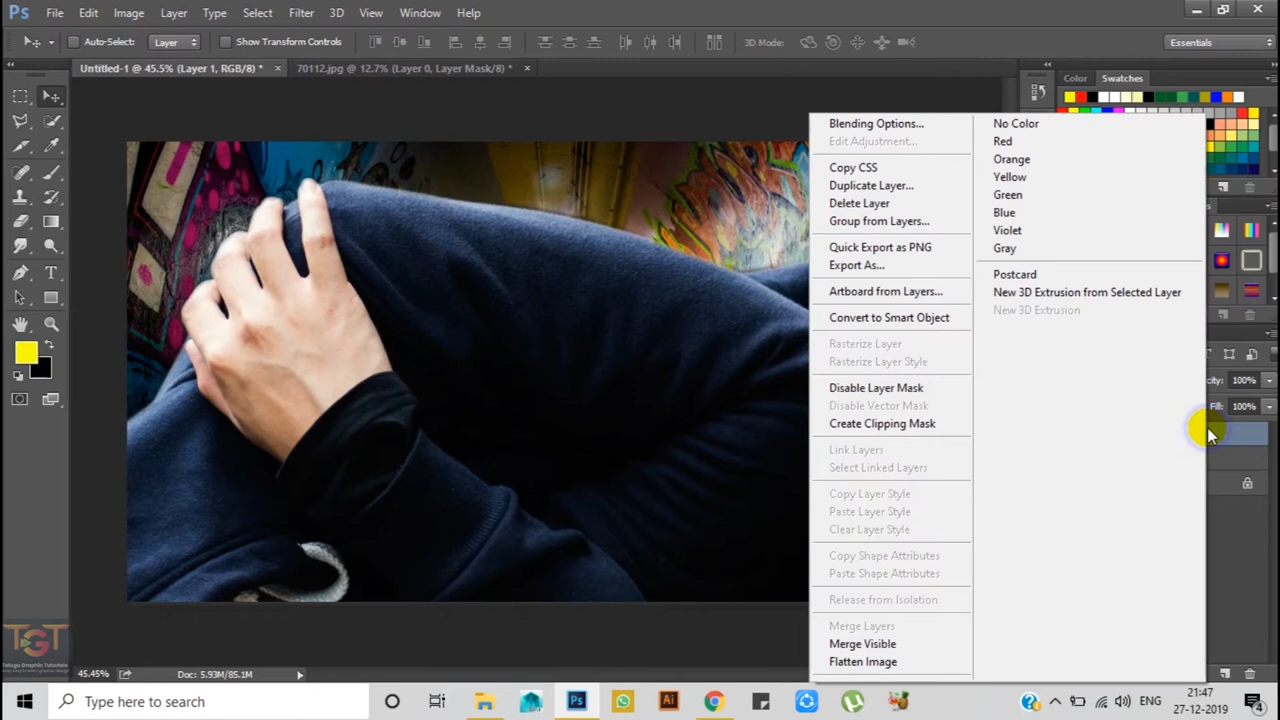 Ps File Edit Image Layer Type Select Filter 3D View Window Help
Auto-Select: Layer Show Transform Controls 3D Mode: Essentials
Untitled-1 @ 45.5% (Layer 1, RGB/8) * × 70112.jpg @ 12.7% (Layer 0, Layer Mask/8) * ×
Color Swatches
Blending Options...
Edit Adjustment...
Copy CSS
Duplicate Layer...
Delete Layer
Group from Layers...
Quick Export as PNG
Export As...
Artboard from Layers...
Convert to Smart Object
Rasterize Layer
Rasterize Layer Style
Disable Layer Mask
Disable Vector Mask
Create Clipping Mask
Link Layers
Select Linked Layers
Copy Layer Style
Paste Layer Style
Clear Layer Style
Copy Shape Attributes
Paste Shape Attributes
Release from Isolation
Merge Layers
Merge Visible
Flatten Image
No Color
Red
Orange
Yellow
Green
Blue
Violet
Gray
Postcard
New 3D Extrusion from Selected Layer
New 3D Extrusion
100%
Fill: 100%
TGT
Telugu Graphic Tutorials
45.45% Doc: 5.93M/85.1M
Type here to search
Ps Ai
ENG
21:47
27-12-2019
4